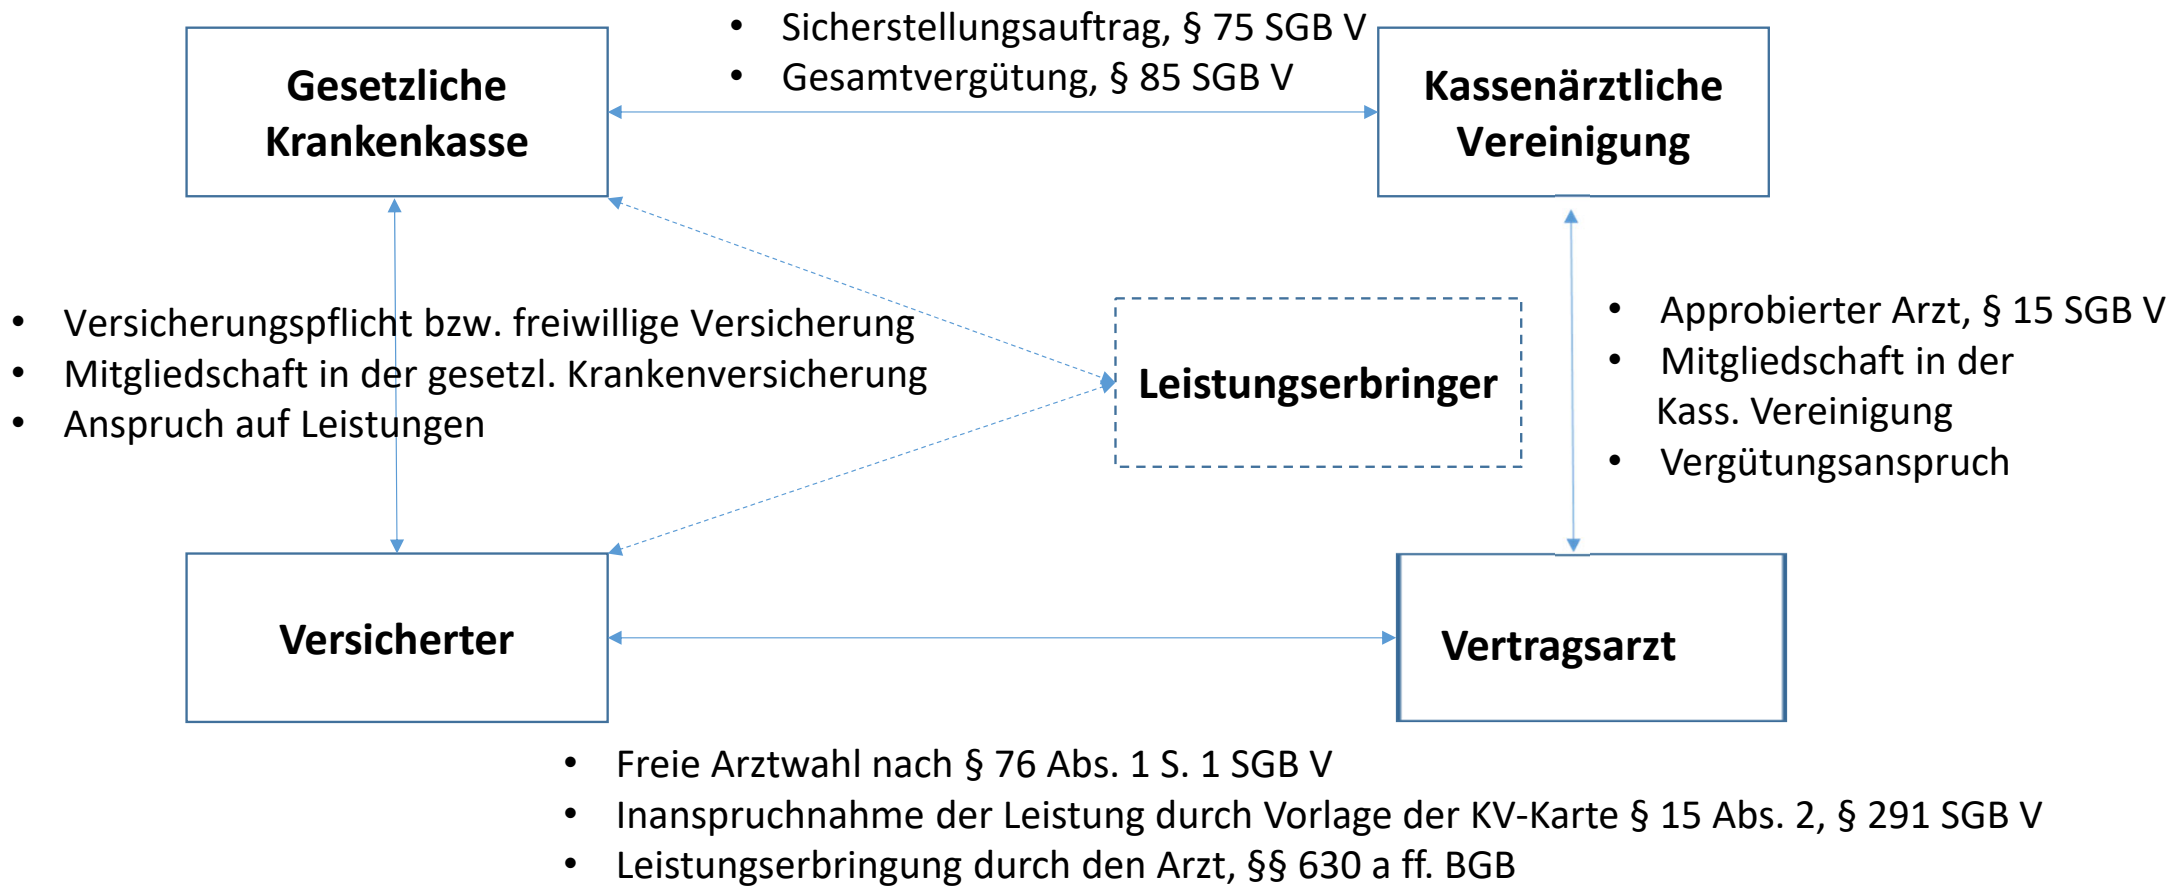 • Sicherstellungsauftrag, § 75 SGB V
• Gesamtvergütung, § 85 SGB V
Gesetzliche
Krankenkasse
Kassenärztliche
Vereinigung
• Versicherungspflicht bzw. freiwillige Versicherung
• Mitgliedschaft in der gesetzl. Krankenversicherung
• Anspruch auf Leistungen
Leistungserbringer
• Approbierter Arzt, § 15 SGB V
• Mitgliedschaft in der
Kass. Vereinigung
• Vergütungsanspruch
Versicherter
Vertragsarzt
• Freie Arztwahl nach § 76 Abs. 1 S. 1 SGB V
• Inanspruchnahme der Leistung durch Vorlage der KV-Karte § 15 Abs. 2, § 291 SGB V
• Leistungserbringung durch den Arzt, §§ 630 a ff. BGB